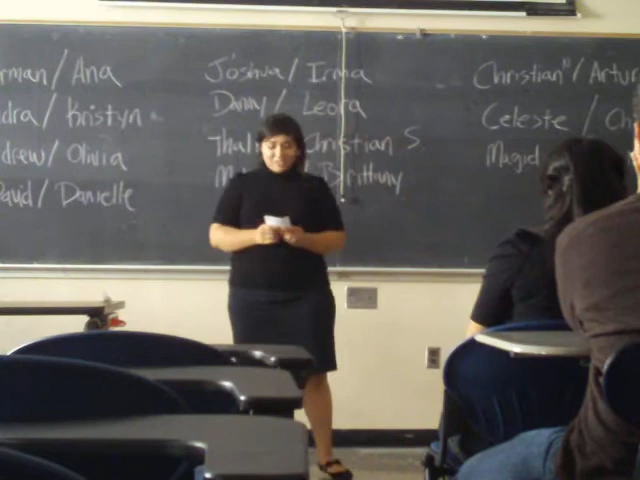 rman / Ana
dra / Kristyn
drew / Olivia
David / Danielle
Joshua / Irma
Danny / Leora
Thal Christian S.
M / Brittany
Christian" / Artur
Celeste / Ch
Magid